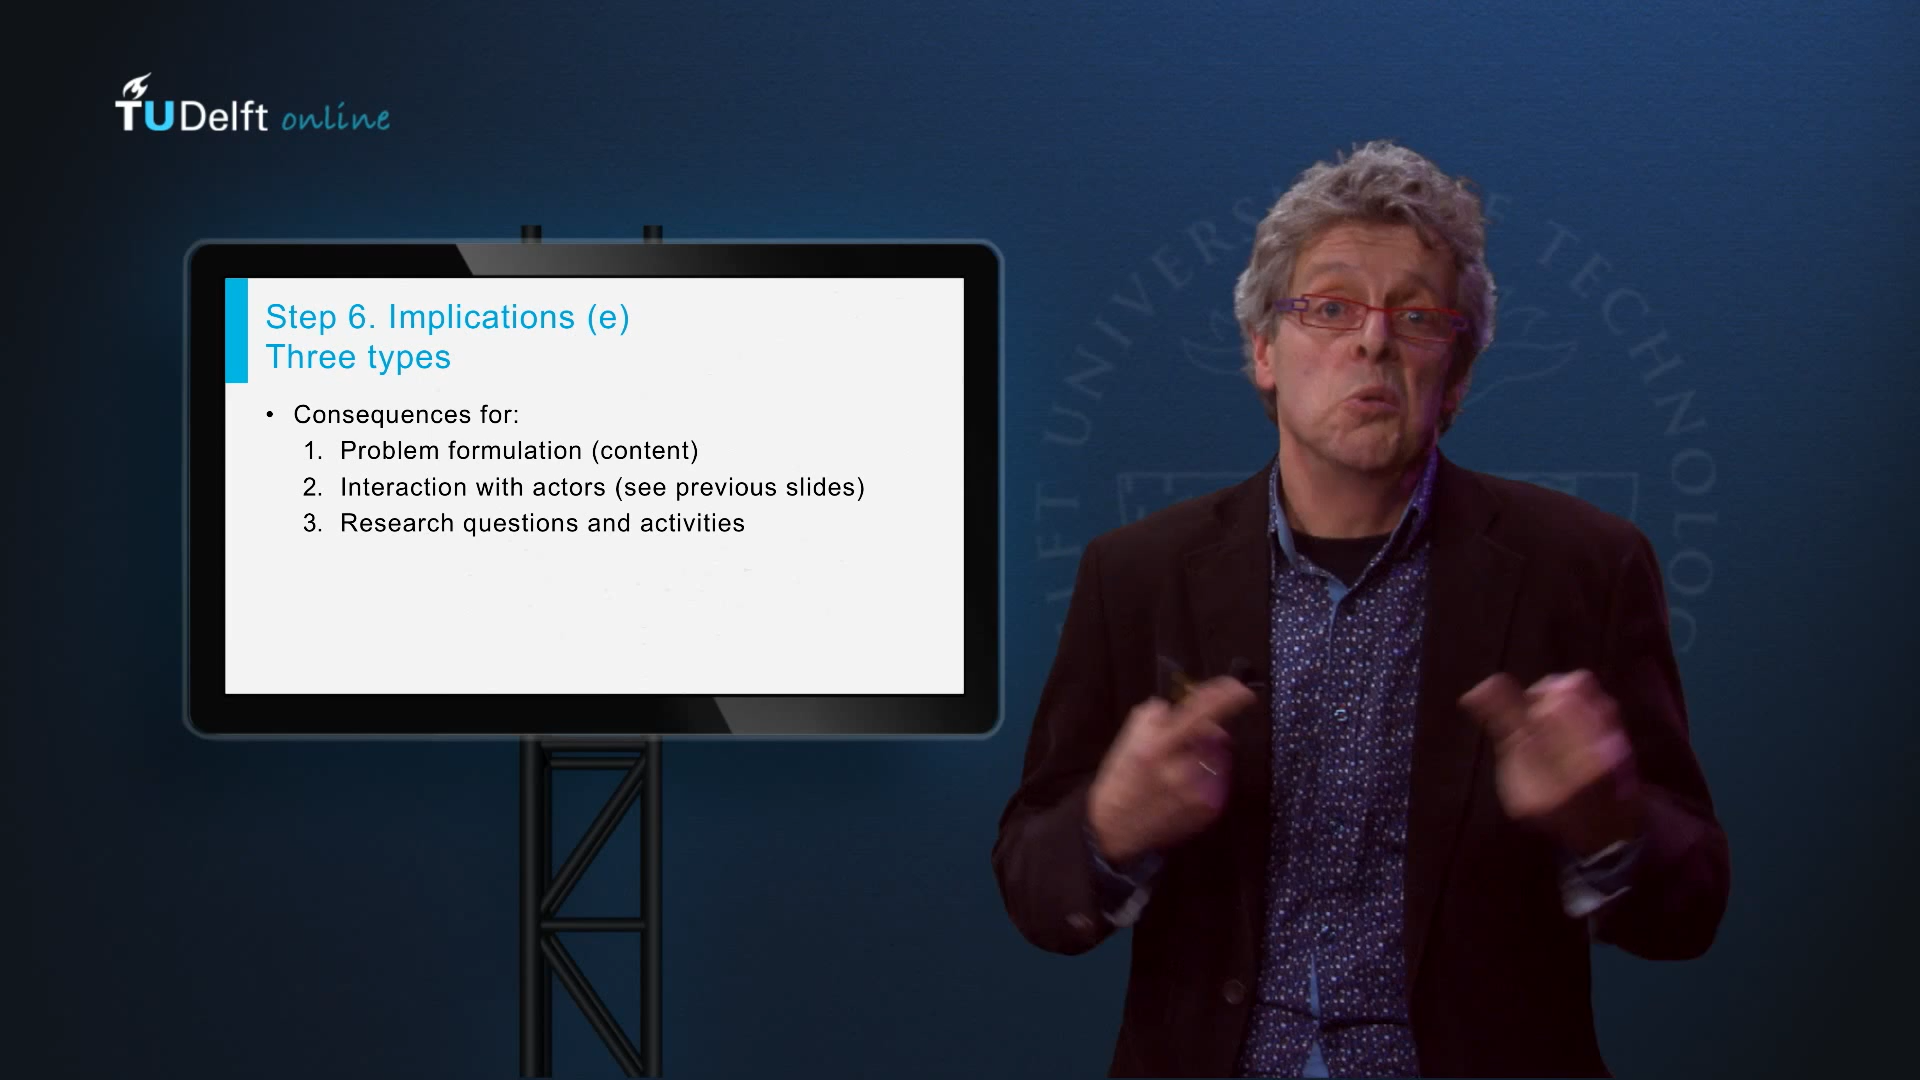 TUDelft online
Step 6. Implications (e)
Three types
• Consequences for:
1. Problem formulation (content)
2. Interaction with actors (see previous slides)
3. Research questions and activities